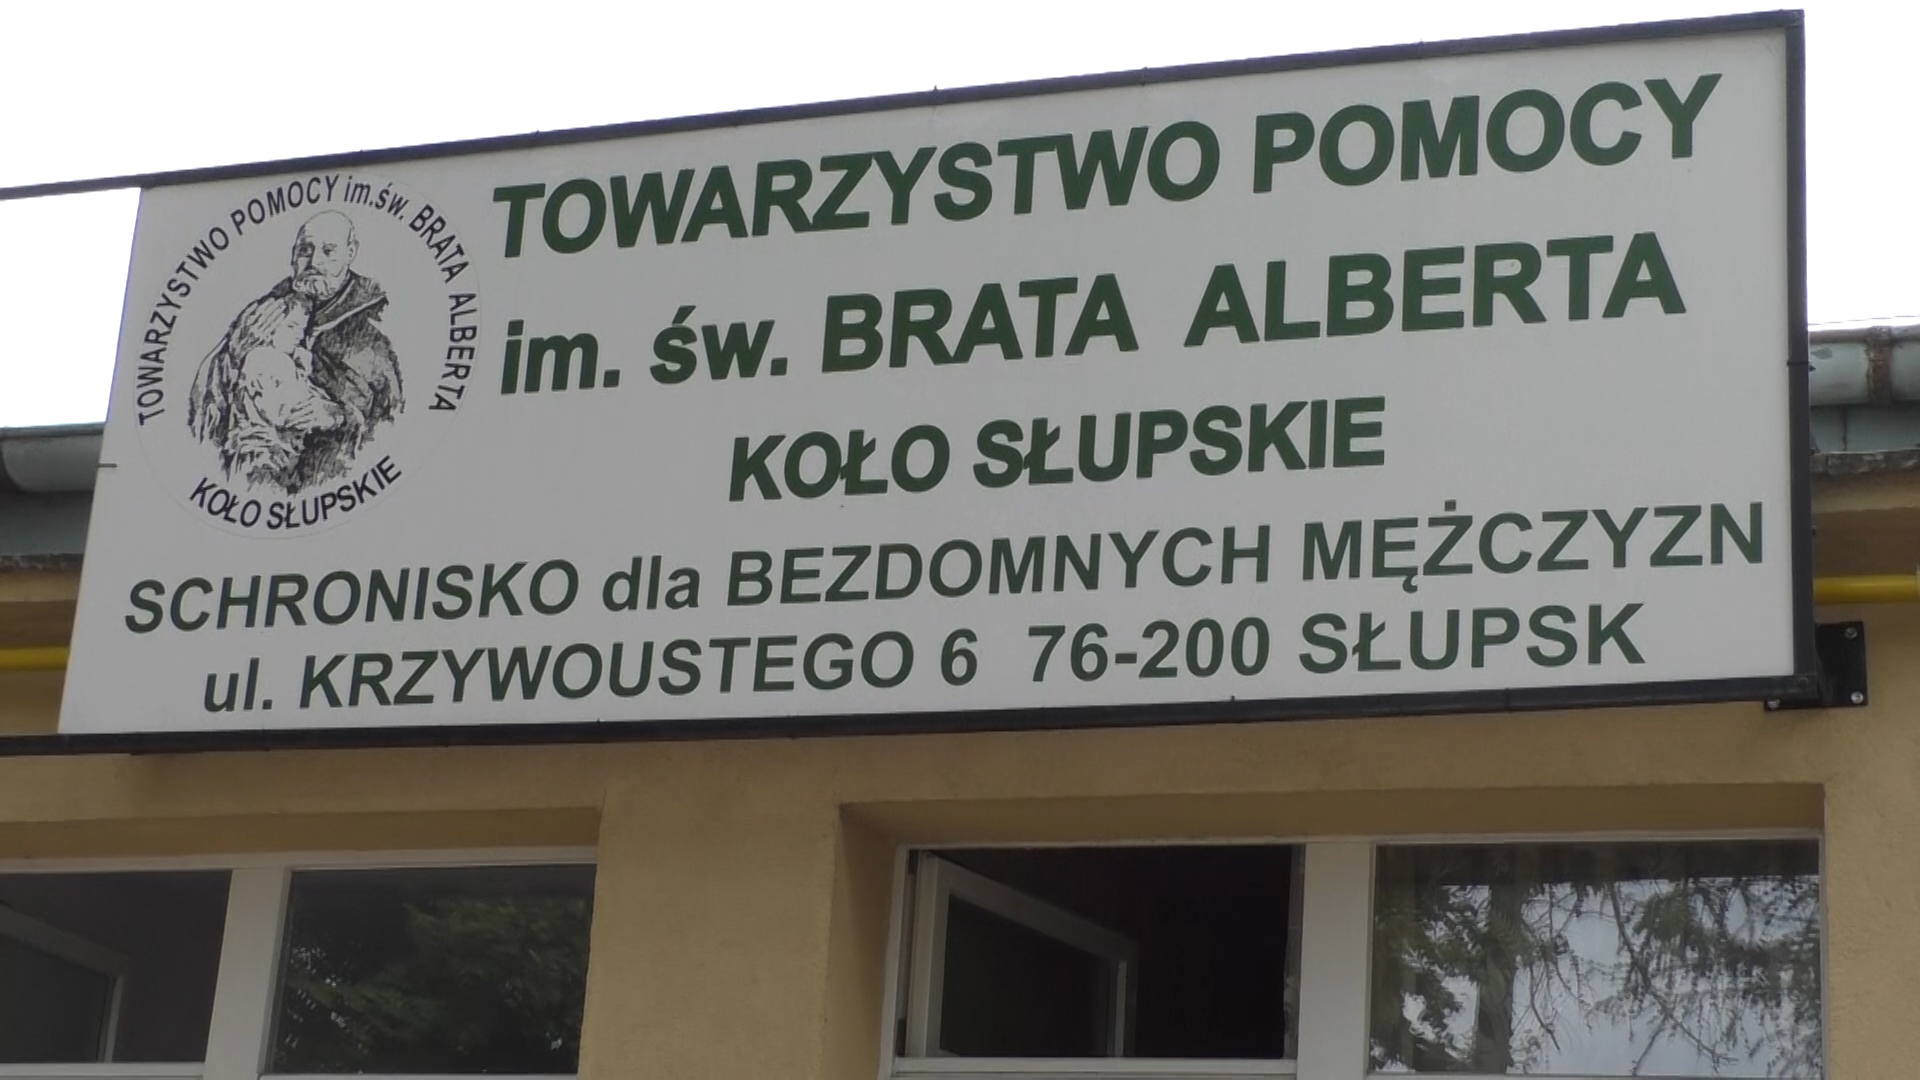 TOWARZYSTWO POMOCY im.św. BRATA ALBERTA
KOŁO SŁUPSKIE
TOWARZYSTWO POMOCY
im. św. BRATA ALBERTA
KOŁO SŁUPSKIE
SCHRONISKO dla BEZDOMNYCH MĘŻCZYZN
ul. KRZYWOUSTEGO 6 76-200 SŁUPSK